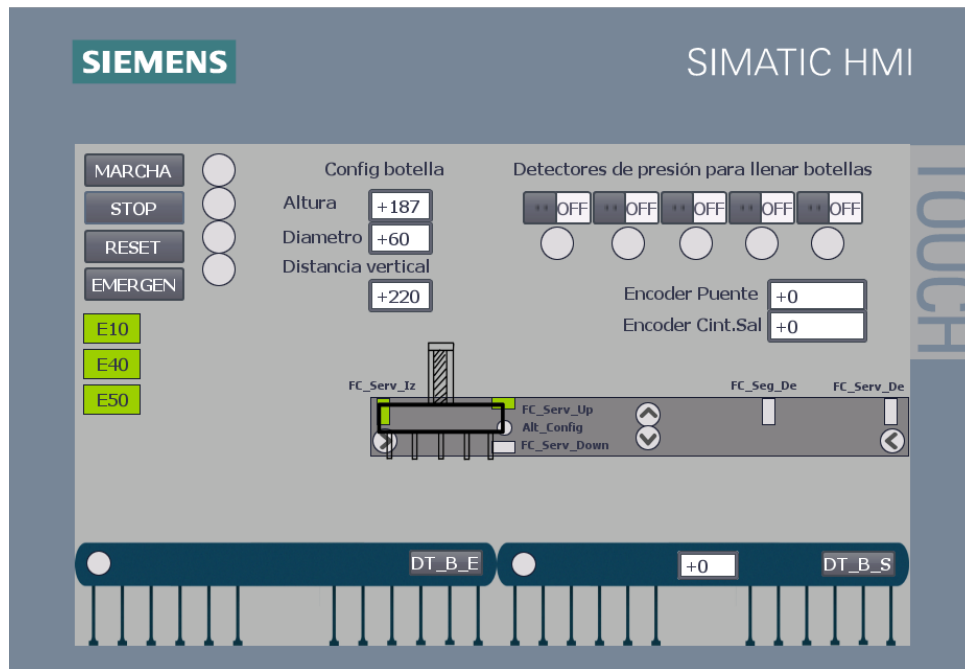 SIEMENS
SIMATIC HMI
TOUCH
MARCHA
STOP
RESET
EMERGEN
E10
E40
E50
Config botella
Altura +187
Diametro +60
Distancia vertical
+220
Detectores de presión para llenar botellas
OFF OFF OFF OFF OFF
Encoder Puente +0
Encoder Cint.Sal +0
FC_Serv_Iz
FC_Seg_De
FC_Serv_De
FC_Serv_Up
Alt_Config
FC_Serv_Down
DT_B_E
+0
DT_B_S